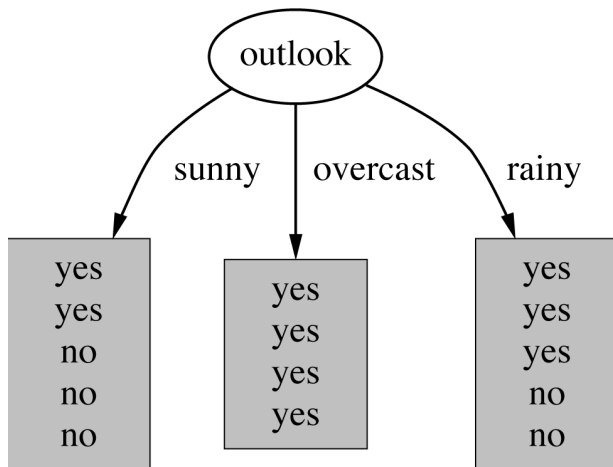 outlook
sunny
overcast
rainy
yes
yes
no
no
no
yes
yes
yes
yes
yes
yes
yes
no
no